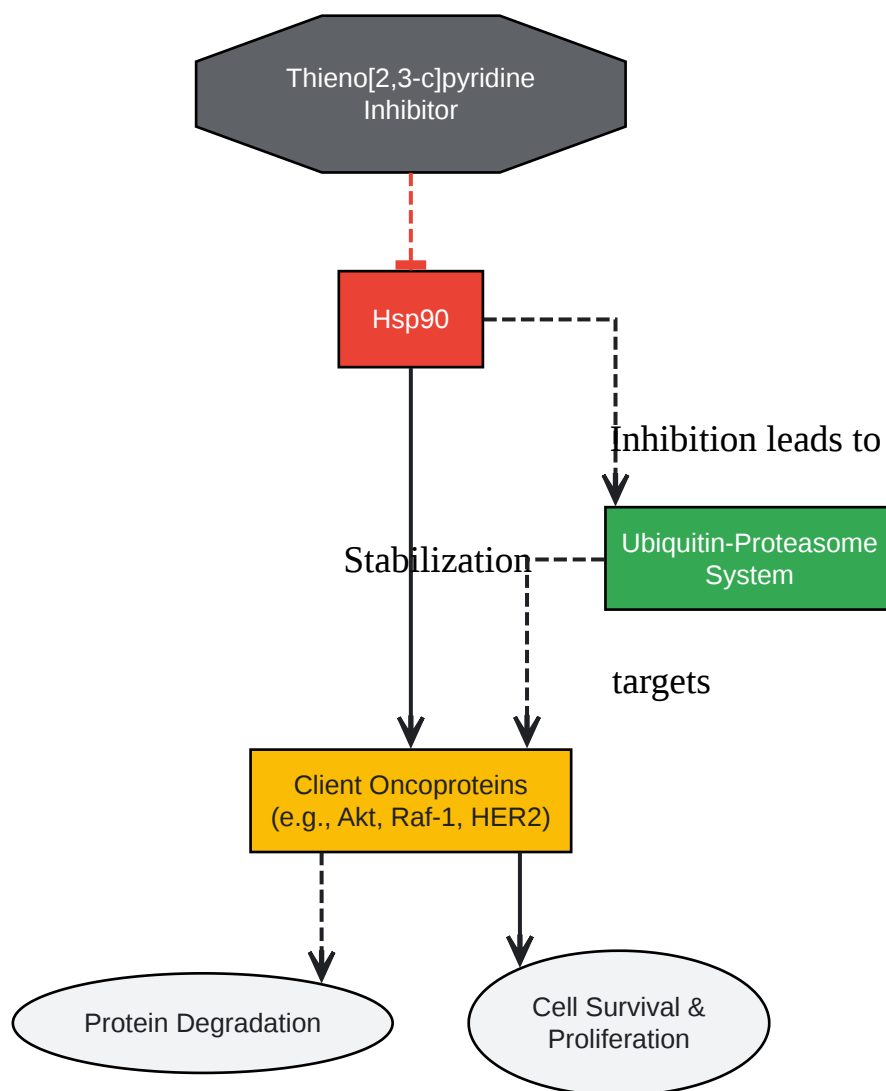 Thieno[2,3-c]pyridine
Inhibitor
Hsp90
Inhibition leads to
Ubiquitin-Proteasome
System
Stabilization
targets
Client Oncoproteins
(e.g., Akt, Raf-1, HER2)
Protein Degradation
Cell Survival &
Proliferation